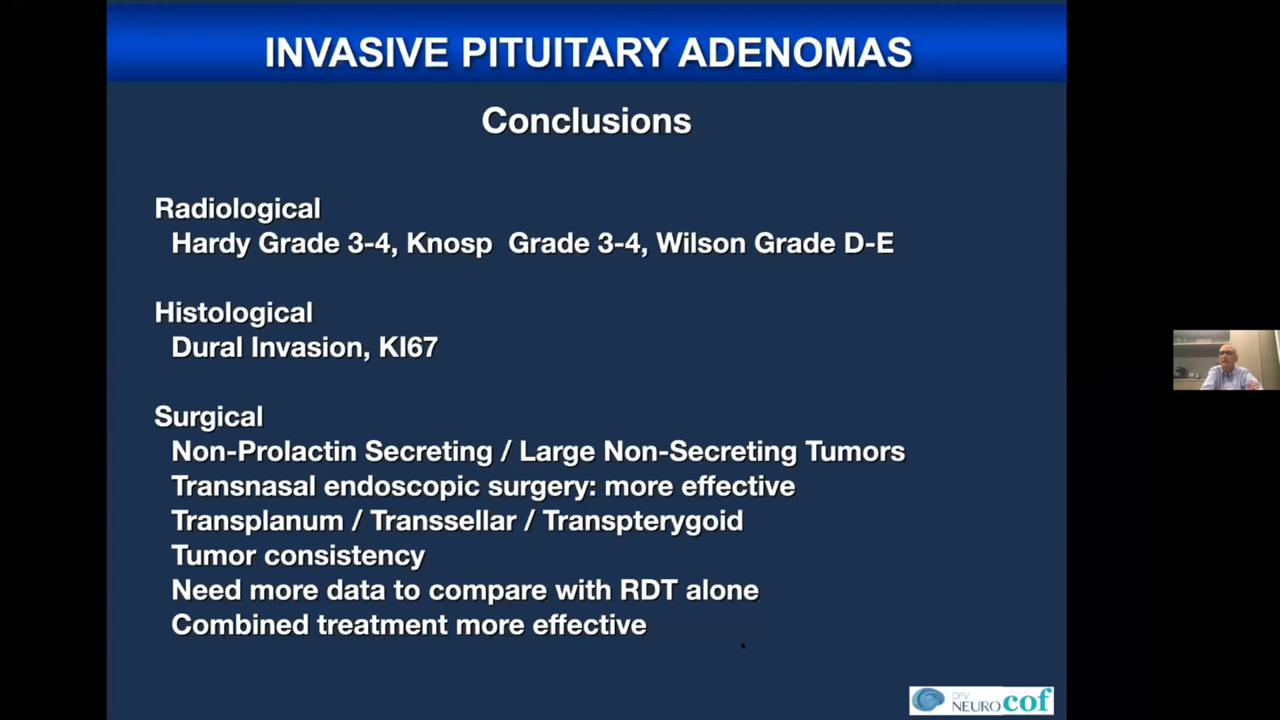 INVASIVE PITUITARY ADENOMAS
Conclusions
Radiological
Hardy Grade 3-4, Knosp Grade 3-4, Wilson Grade D-E
Histological
Dural Invasion, KI67
Surgical
Non-Prolactin Secreting / Large Non-Secreting Tumors
Transnasal endoscopic surgery: more effective
Transplanum / Transsellar / Transpterygoid
Tumor consistency
Need more data to compare with RDT alone
Combined treatment more effective
DFV
NEUROcof